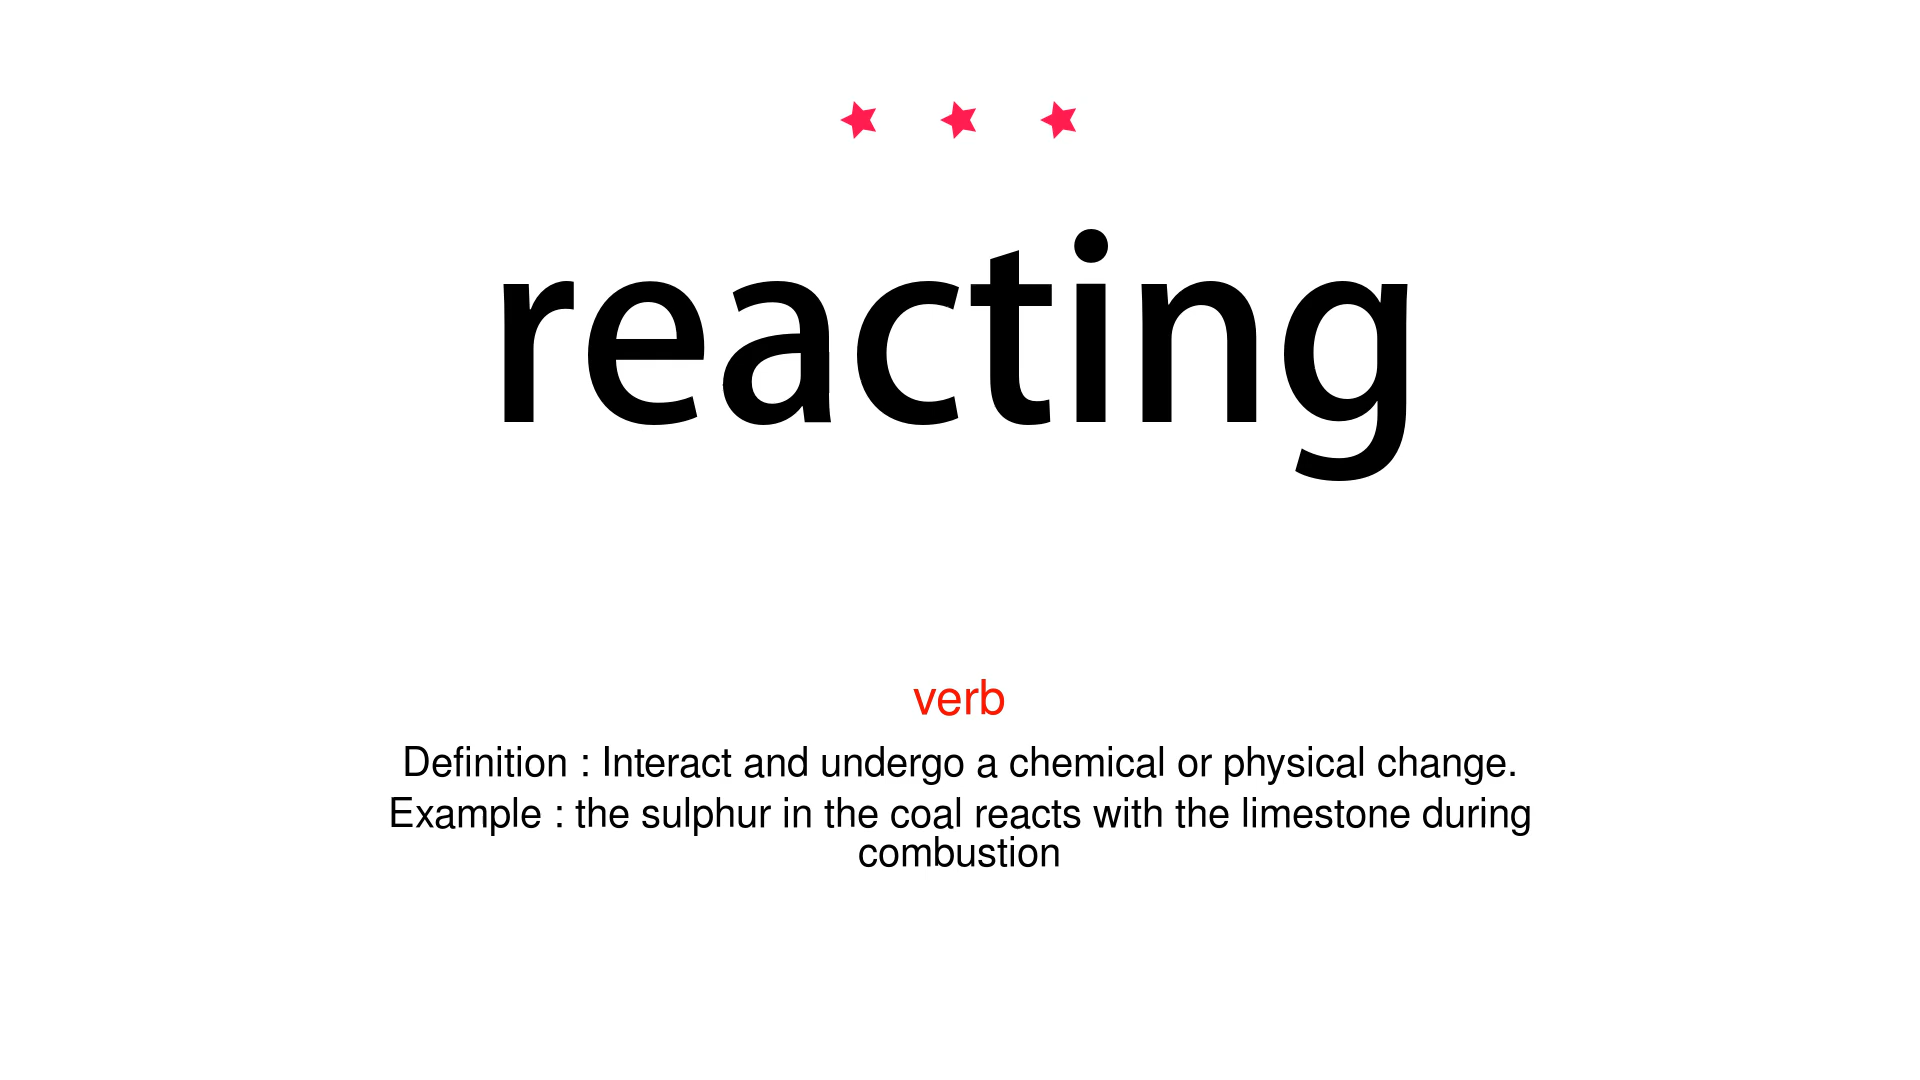 reacting
verb
Definition : Interact and undergo a chemical or physical change.
Example : the sulphur in the coal reacts with the limestone during
combustion